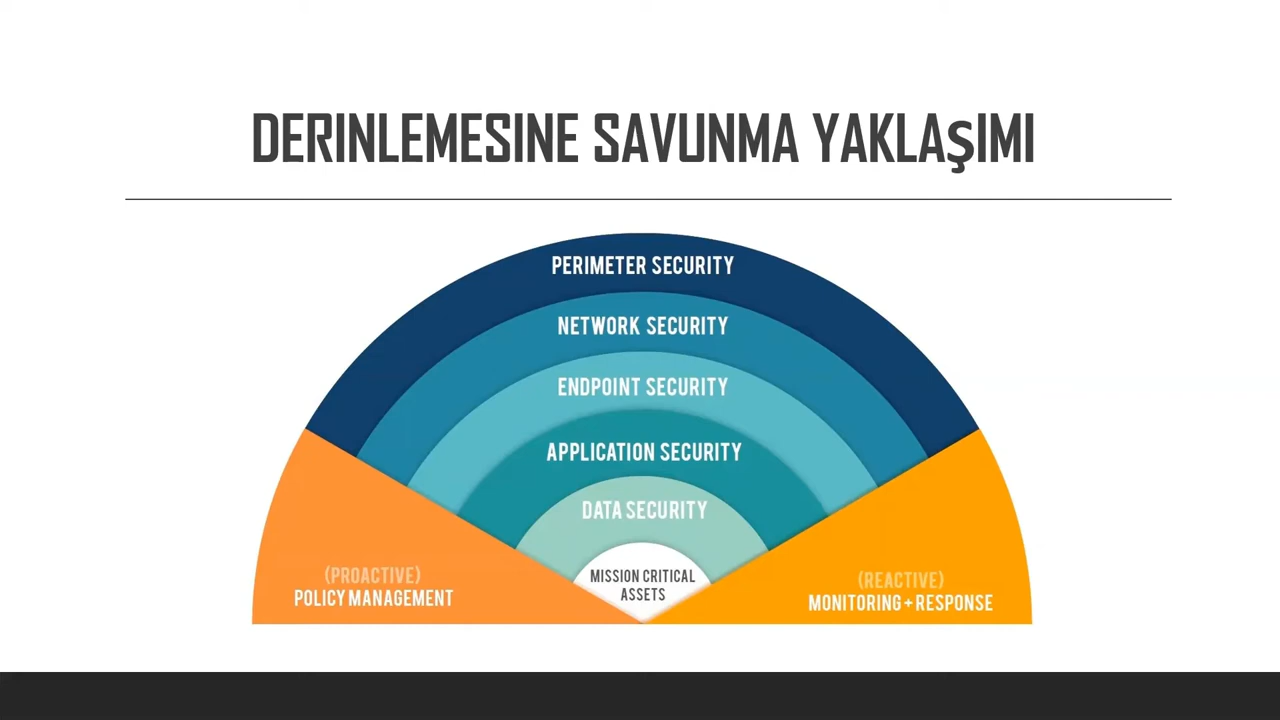 DERINLEMESINE SAVUNMA YAKLAŞIMI
PERIMETER SECURITY
NETWORK SECURITY
ENDPOINT SECURITY
APPLICATION SECURITY
DATA SECURITY
MISSION CRITICAL
ASSETS
(PROACTIVE)
POLICY MANAGEMENT
(REACTIVE)
MONITORING + RESPONSE